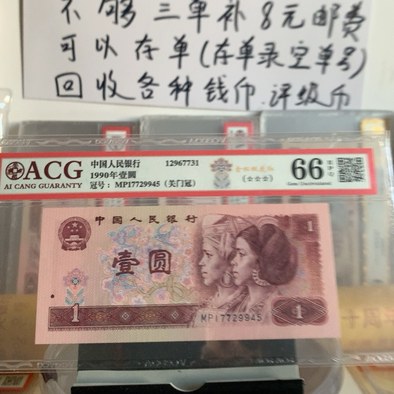 不够三单补8元邮费
可以存单(存单录空单号)
回收各种钱币.评级币
ACG
AI CANG GUARANTY
中国人民银行 12967731
1990年壹圆
冠号：MP17729945（关门冠）
(☆☆☆)
66
中国人民银行
壹圆
1
MP17729945
1
1